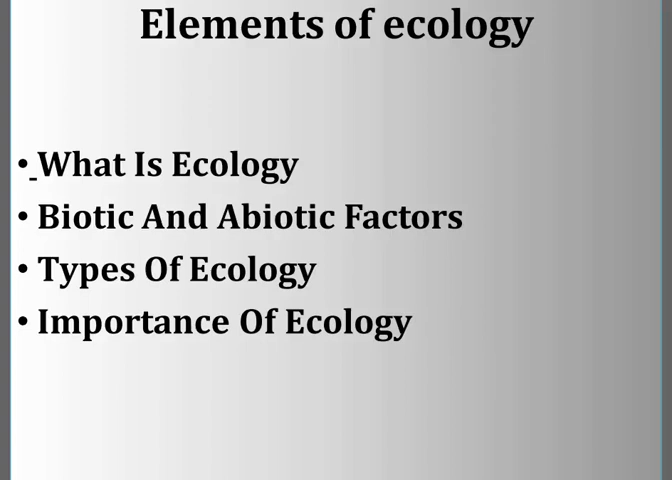 Elements of ecology
• What Is Ecology
• Biotic And Abiotic Factors
• Types Of Ecology
• Importance Of Ecology